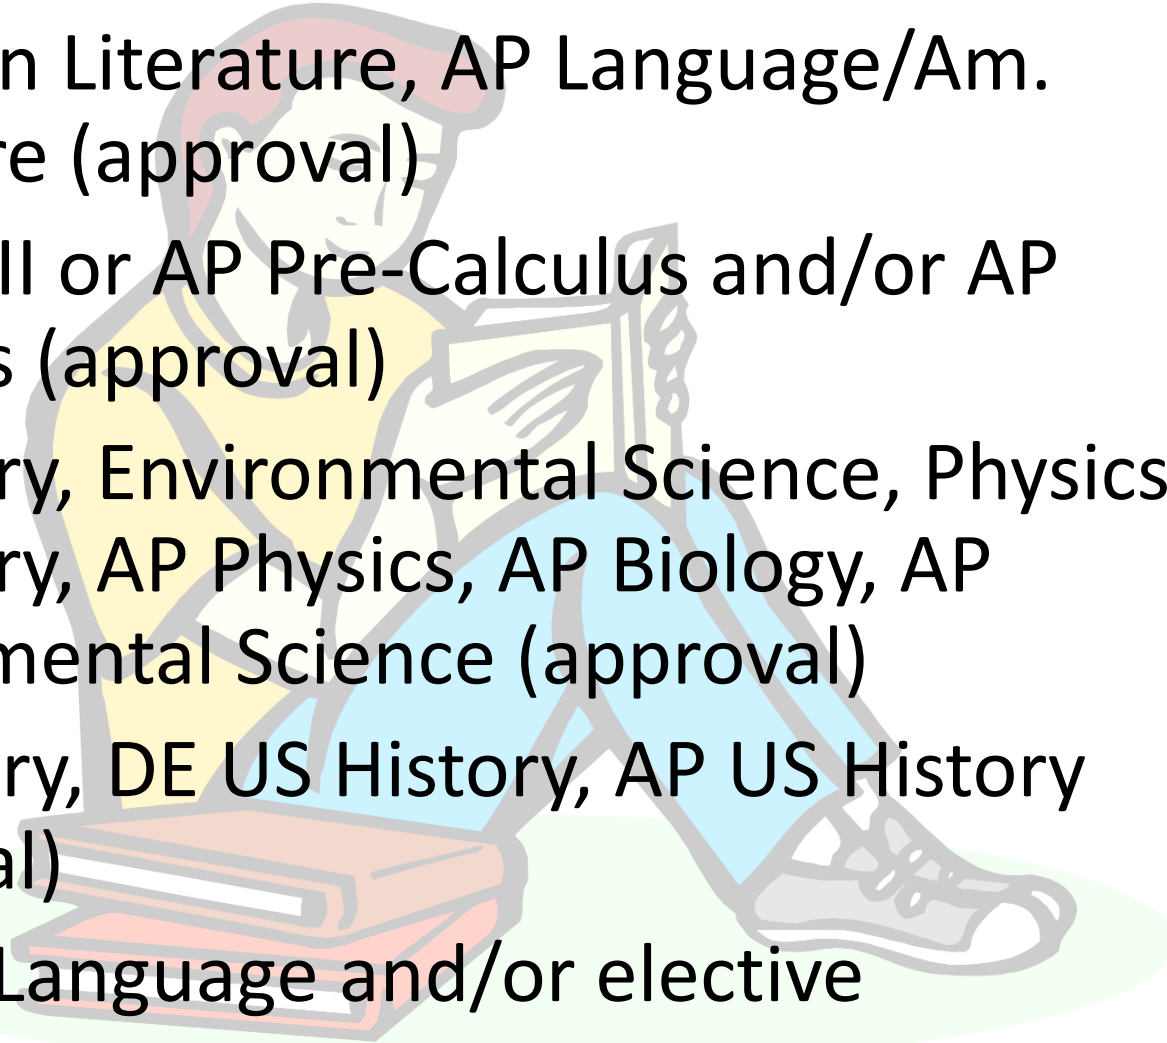 n Literature, AP Language/Am.
re (approval)
II or AP Pre-Calculus and/or AP
s (approval)
ry, Environmental Science, Physics
ry, AP Physics, AP Biology, AP
mental Science (approval)
ry, DE US History, AP US History
al)
Language and/or elective